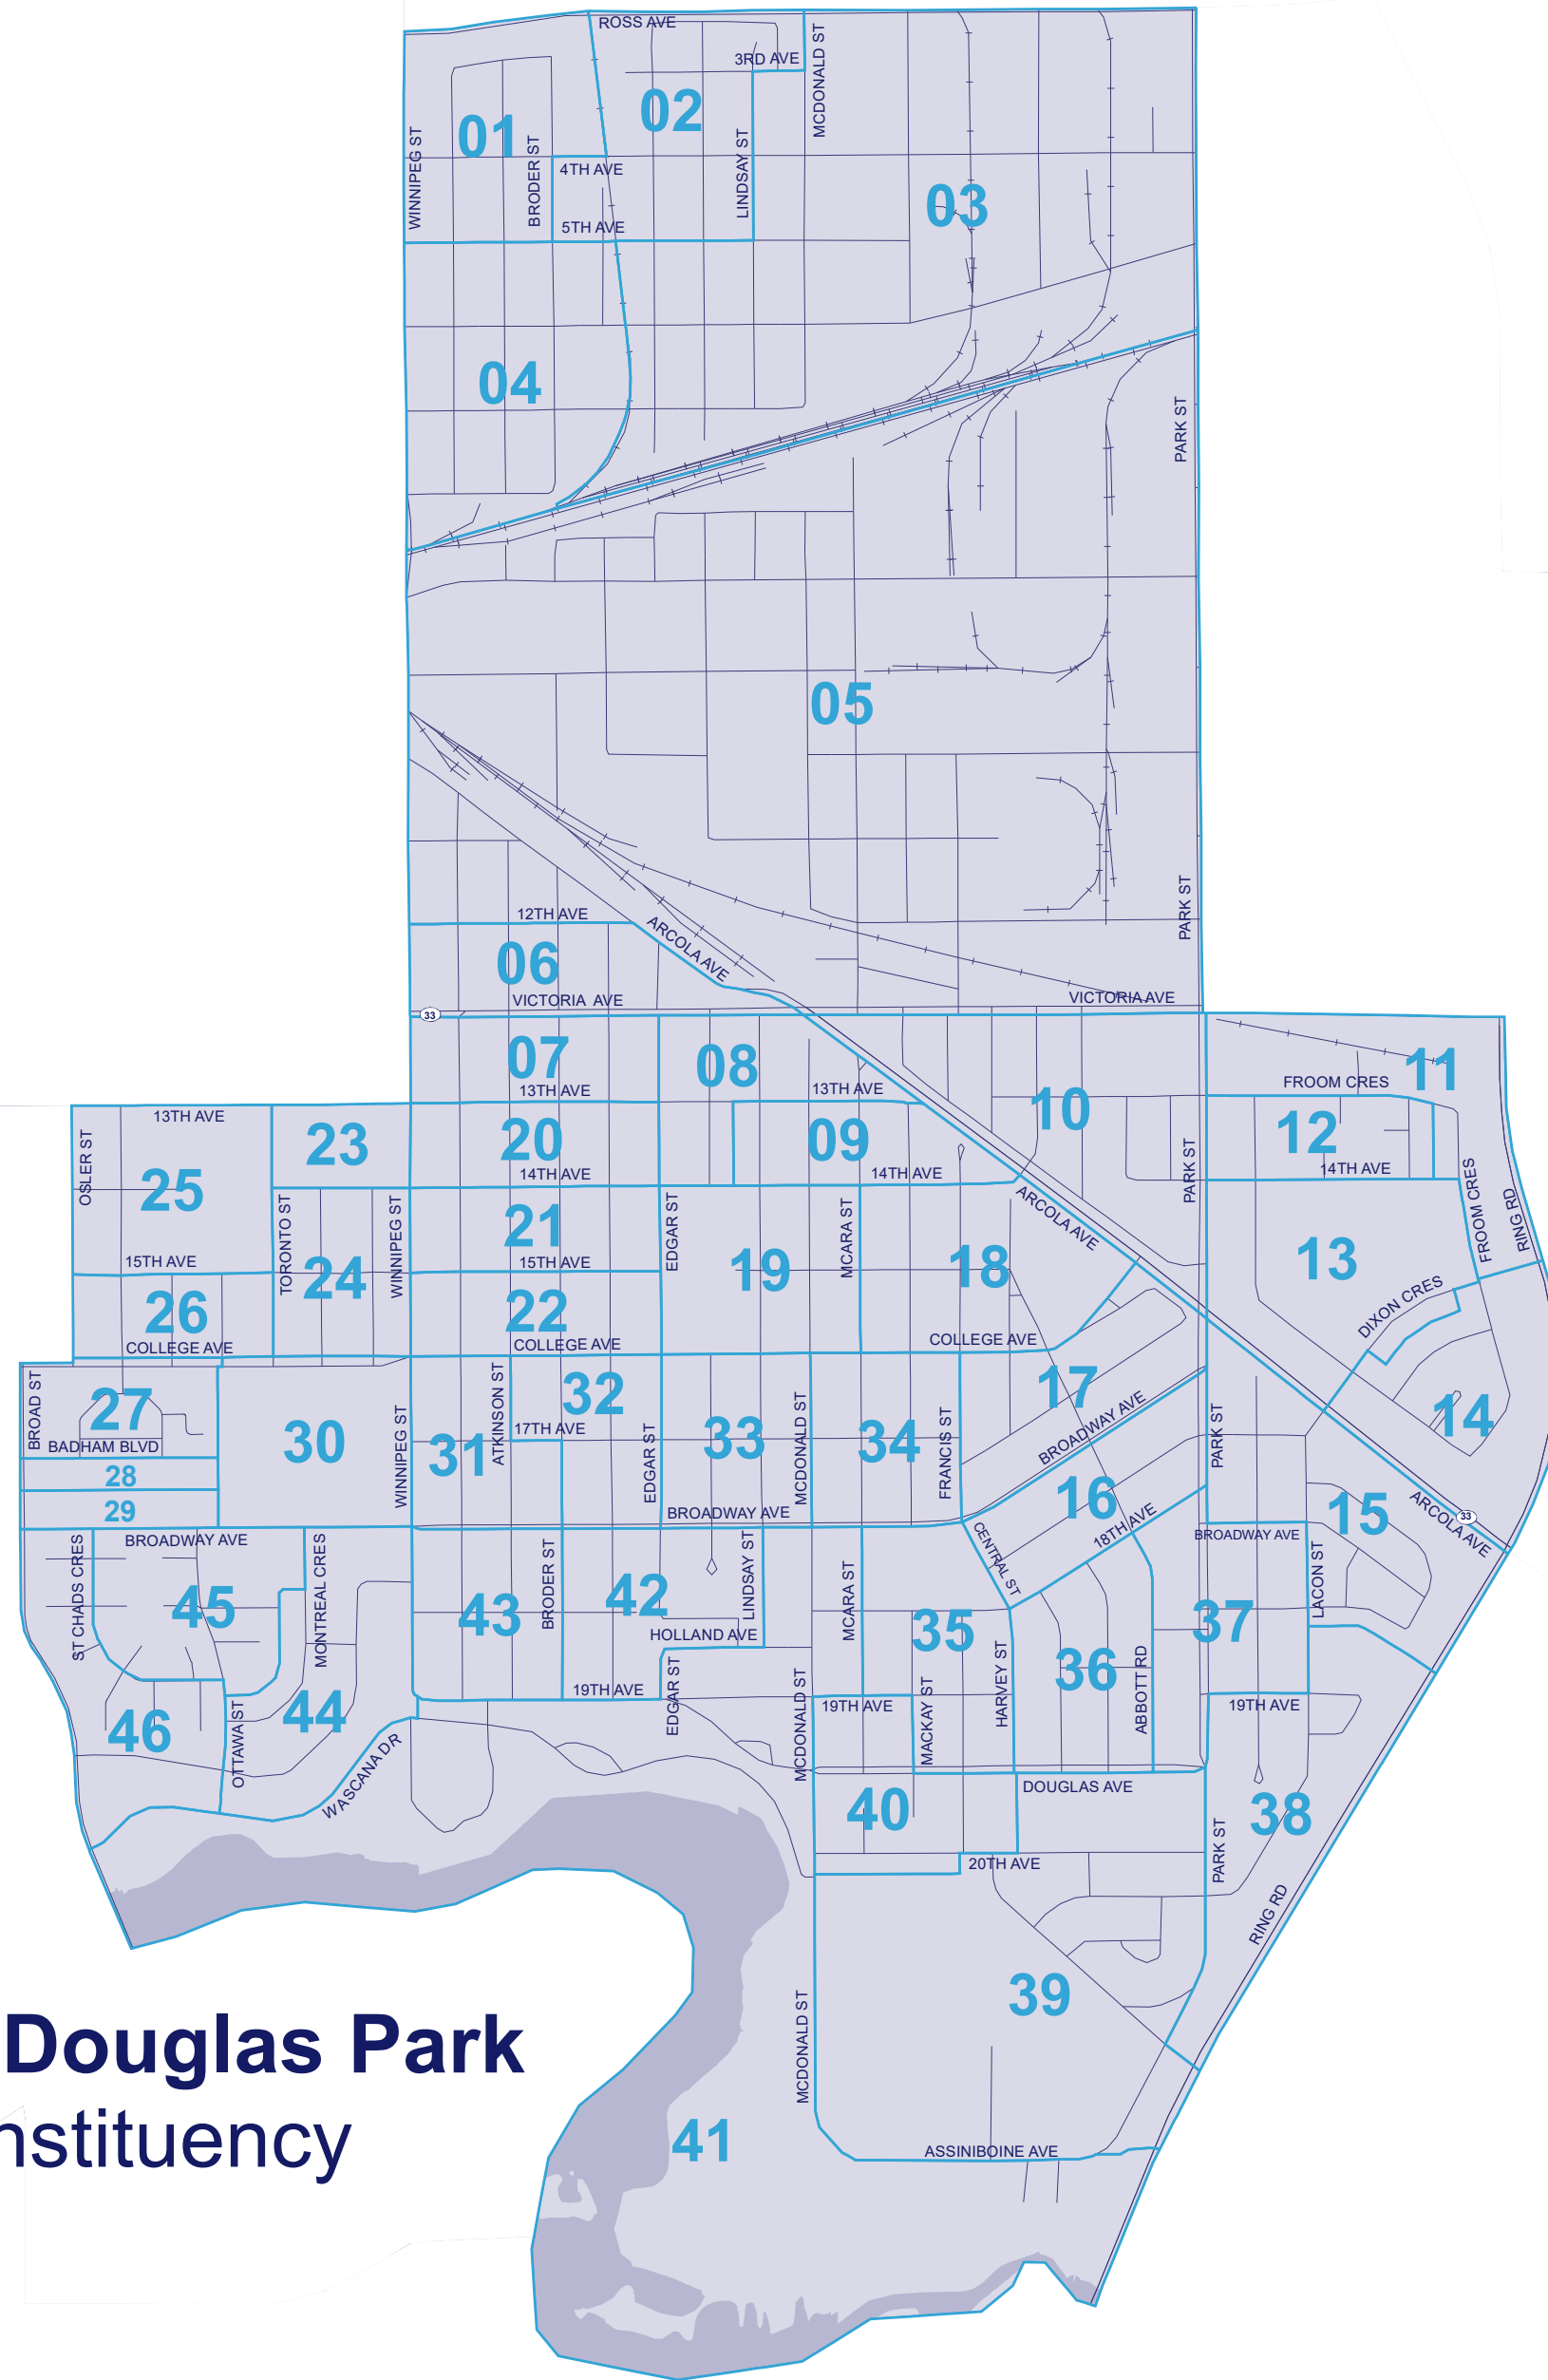 ROSS AVE
3RD AVE
MCDONALD ST
01
02
WINNIPEG ST
BRODER ST
LINDSAY ST
4TH AVE
03
5TH AVE
04
PARK ST
05
PARK ST
12TH AVE
ARCOLA AVE
06
VICTORIA AVE
VICTORIA AVE
33
07
08
13TH AVE
13TH AVE
10
11
FROOM CRES
12
13TH AVE
OSLER ST
23
20
09
25
14TH AVE
14TH AVE
PARK ST
14TH AVE
FROOM CRES
RING RD
TORONTO ST
WINNIPEG ST
21
EDGAR ST
MCARA ST
ARCOLA AVE
15TH AVE
24
15TH AVE
19
18
13
26
22
DIXON CRES
COLLEGE AVE
COLLEGE AVE
COLLEGE AVE
BROAD ST
27
ATKINSON ST
32
17
BROADWAY AVE
14
BADHAM BLVD
30
WINNIPEG ST
31
17TH AVE
EDGAR ST
33
MCDONALD ST
34
FRANCIS ST
PARK ST
28
29
BROADWAY AVE
16
18TH AVE
15
ARCOLA AVE
33
BROADWAY AVE
BROADWAY AVE
ST CHADS CRES
45
MONTREAL CRES
43
BRODER ST
42
LINDSAY ST
MCARA ST
CENTRAL ST
35
37
LACON ST
HOLLAND AVE
HARVEY ST
36
ABBOTT RD
46
OTTAWA ST
44
19TH AVE
EDGAR ST
MCDONALD ST
19TH AVE
MACKAY ST
19TH AVE
WASCANA DR
40
DOUGLAS AVE
38
20TH AVE
PARK ST
RING RD
39
MCDONALD ST
Douglas Park
nstituency
41
ASSINIBOINE AVE